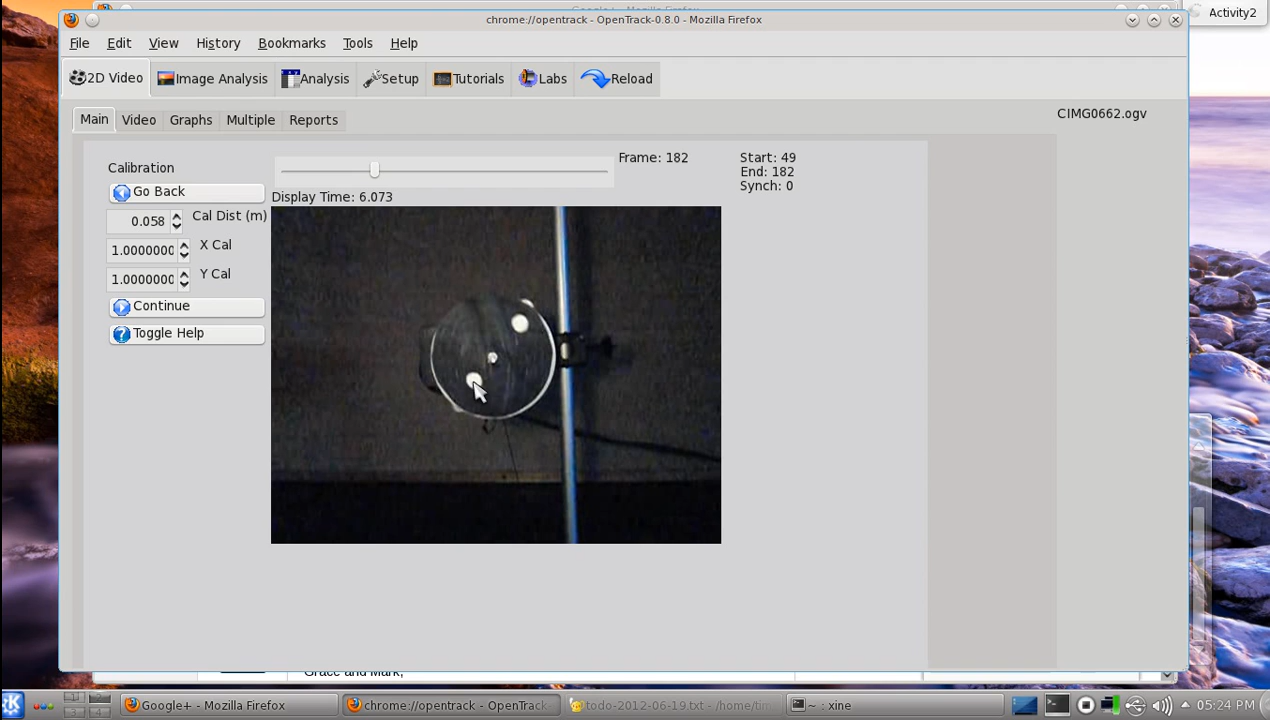 Activity2
chrome://opentrack - OpenTrack-0.8.0 - Mozilla Firefox
File Edit View History Bookmarks Tools Help
2D Video Image Analysis Analysis Setup Tutorials Labs Reload
Main Video Graphs Multiple Reports
CIMG0662.ogv
Calibration
Frame: 182
Start: 49
End: 182
Synch: 0
Go Back
Display Time: 6.073
0.058 Cal Dist (m)
1.0000000 X Cal
1.0000000 Y Cal
Continue
Toggle Help
Grace and Mark,
Google+ - Mozilla Firefox
chrome://opentrack - OpenTrack
todo-2012-06-19.txt - /home/tim
~ : xine
05:24 PM